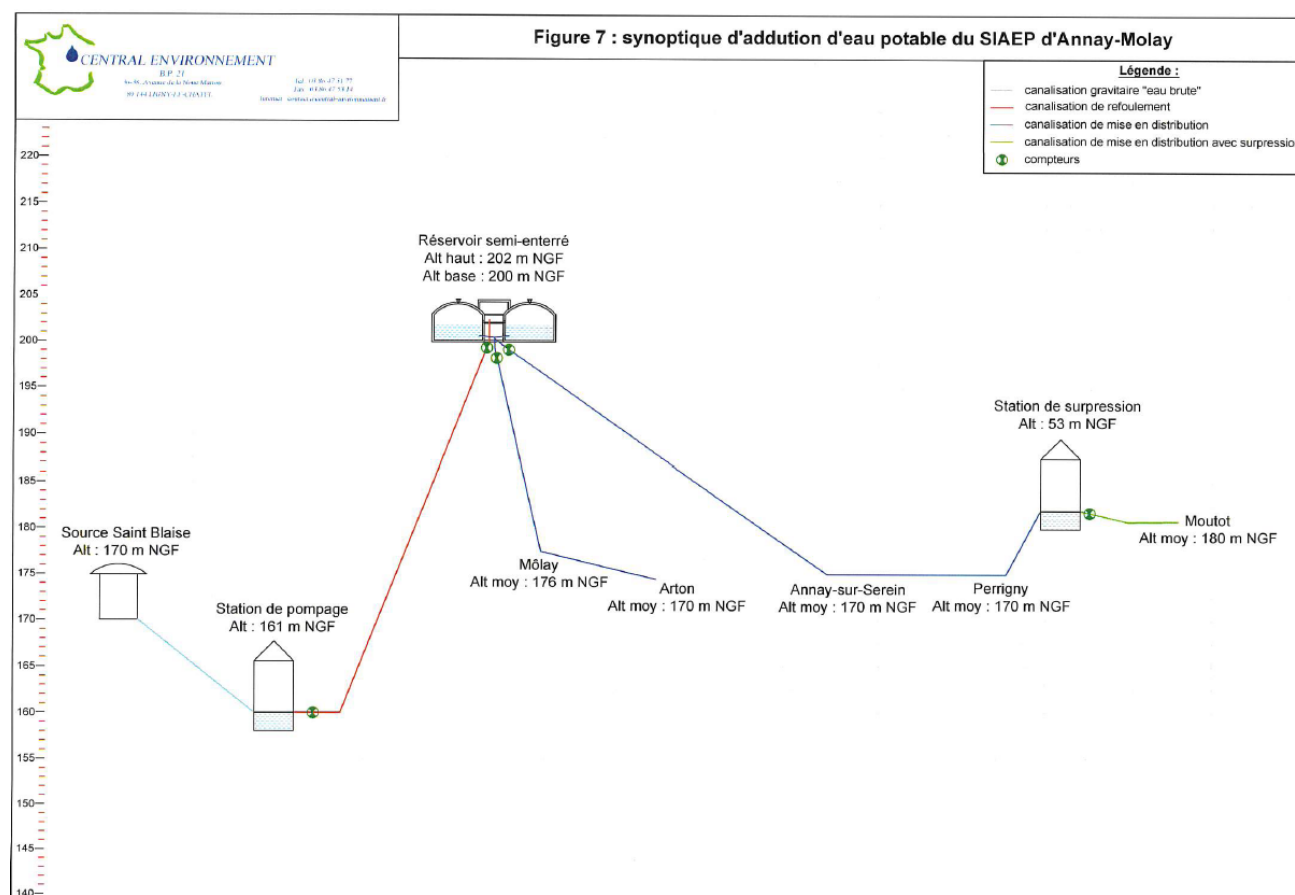 CENTRAL ENVIRONNEMENT
B.P. 21
Figure 7 : synoptique d'addution d'eau potable du SIAEP d'Annay-Molay
Légende :
canalisation gravitaire "eau brute"
canalisation de refoulement
canalisation de mise en distribution
canalisation de mise en distribution avec surpressio
compteurs
220
215
210
205
200
195
190
185
180
175
170
165
160
155
150
145
140
Réservoir semi-enterré
Alt haut : 202 m NGF
Alt base : 200 m NGF
Station de surpression
Alt : 53 m NGF
Source Saint Blaise
Alt : 170 m NGF
Moutot
Alt moy : 180 m NGF
Môlay
Alt moy : 176 m NGF
Arton
Alt moy : 170 m NGF
Annay-sur-Serein
Alt moy : 170 m NGF
Perrigny
Alt moy : 170 m NGF
Station de pompage
Alt : 161 m NGF